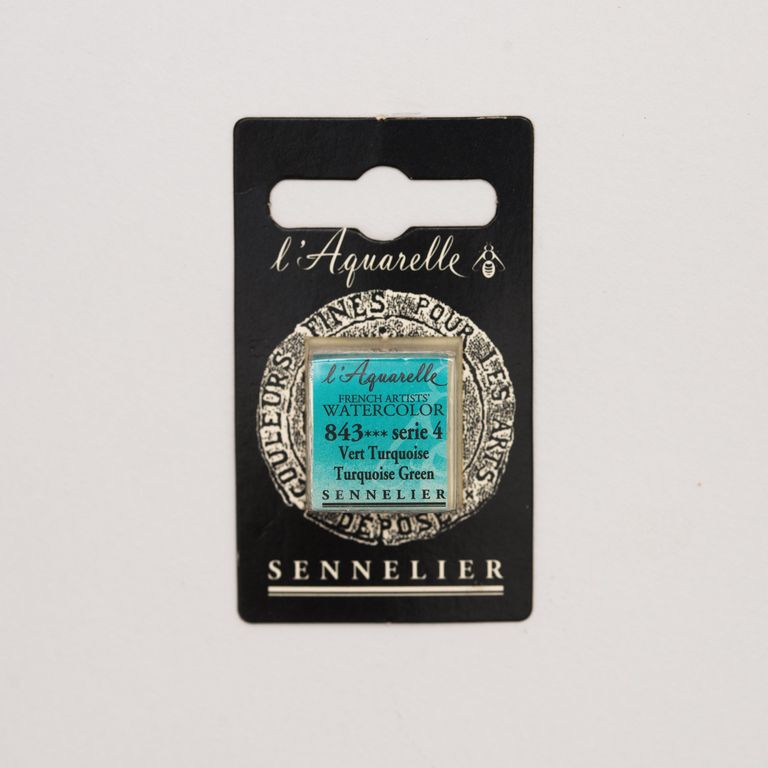 l'Aquarelle
COULEURS FINES POUR LES ARTS
DÉPOSÉ
l'Aquarelle
FRENCH ARTISTS'
WATERCOLOR
843*** serie 4
Vert Turquoise
Turquoise Green
SENNELIER
SENNELIER